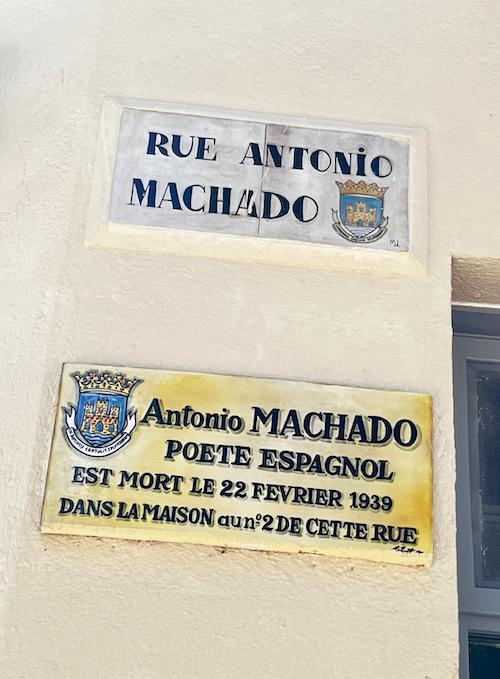 RUE ANTONIO
MACHADO
Antonio MACHADO
POETE ESPAGNOL
EST MORT LE 22 FEVRIER 1939
DANS LA MAISON au nº2 DE CETTE RUE